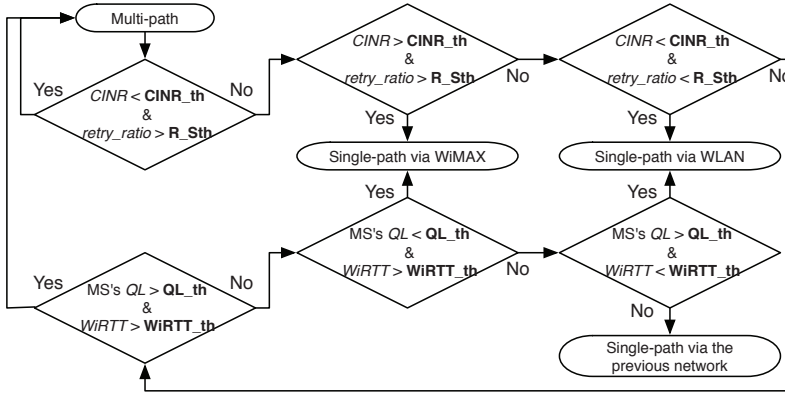 Multi-path
Yes
No
CINR < CINR_th
&
retry_ratio > R_Sth
CINR > CINR_th
&
retry_ratio > R_Sth
No
Yes
CINR < CINR_th
&
retry_ratio < R_Sth
No
Yes
Single-path via WiMAX
Single-path via WLAN
Yes
Yes
Yes
No
MS's QL > QL_th
&
WiRTT > WiRTT_th
MS's QL < QL_th
&
WiRTT > WiRTT_th
No
MS's QL > QL_th
&
WiRTT < WiRTT_th
No
Single-path via the
previous network